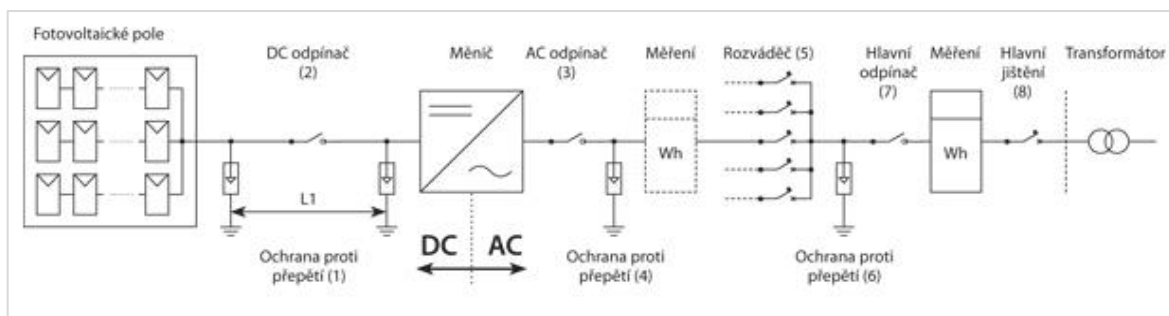 Fotovoltaické pole
DC odpínač
(2)
Měnič
AC odpínač
(3)
Měření
Rozváděč (5)
Hlavní
odpínač
(7)
Měření
Hlavní
jištění
(8)
Transformátor
Wh
Wh
L1
DC
AC
Ochrana proti
přepětí (1)
Ochrana proti
přepětí (4)
Ochrana proti
přepětí (6)